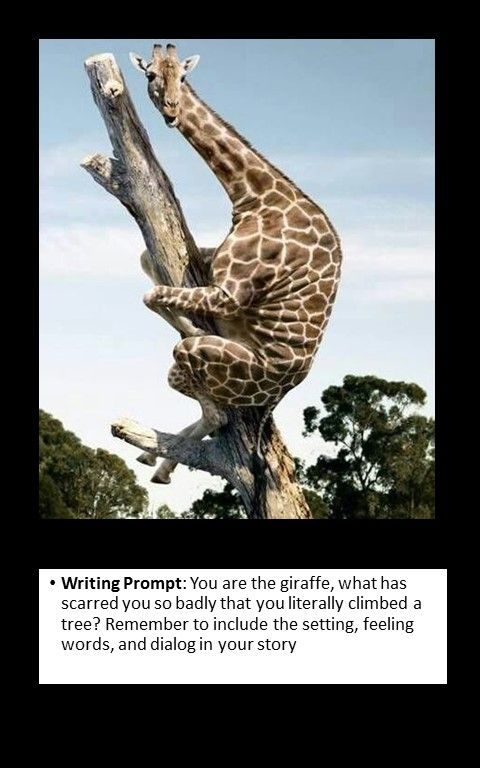 • Writing Prompt: You are the giraffe, what has
scarred you so badly that you literally climbed a
tree? Remember to include the setting, feeling
words, and dialog in your story